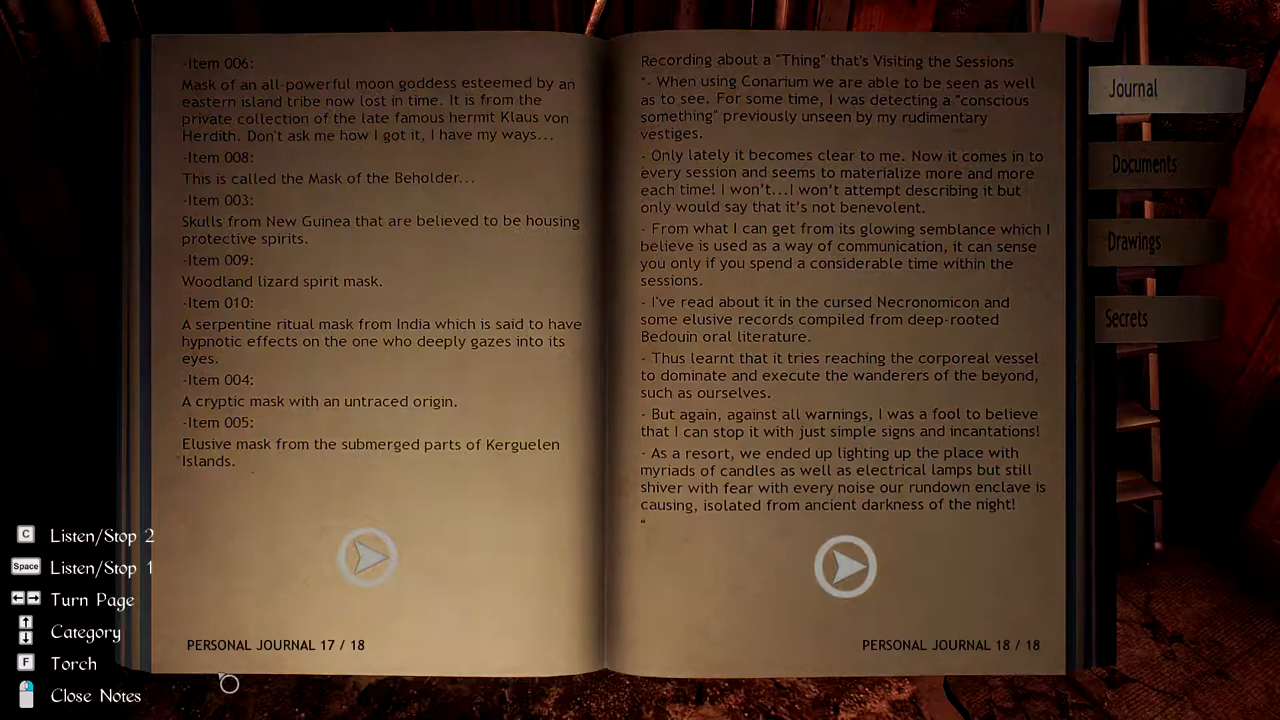 -Item 006:
Mask of an all-powerful moon goddess esteemed by an
eastern island tribe now lost in time. It is from the
private collection of the late famous hermit Klaus von
Herdith. Don't ask me how I got it, I have my ways...
-Item 008:
This is called the Mask of the Beholder...
-Item 003:
Skulls from New Guinea that are believed to be housing
protective spirits.
-Item 009:
Woodland lizard spirit mask.
-Item 010:
A serpentine ritual mask from India which is said to have
hypnotic effects on the one who deeply gazes into its
eyes.
-Item 004:
A cryptic mask with an untraced origin.
-Item 005:
Elusive mask from the submerged parts of Kerguelen
Islands.
PERSONAL JOURNAL 17 / 18
Recording about a "Thing" that's Visiting the Sessions
"- When using Conarium we are able to be seen as well
as to see. For some time, I was detecting a "conscious
something" previously unseen by my rudimentary
vestiges.
- Only lately it becomes clear to me. Now it comes in to
every session and seems to materialize more and more
each time! I won't...I won't attempt describing it but
only would say that it's not benevolent.
- From what I can get from its glowing semblance which I
believe is used as a way of communication, it can sense
you only if you spend a considerable time within the
sessions.
- I've read about it in the cursed Necronomicon and
some elusive records compiled from deep-rooted
Bedouin oral literature.
- Thus learnt that it tries reaching the corporeal vessel
to dominate and execute the wanderers of the beyond,
such as ourselves.
- But again, against all warnings, I was a fool to believe
that I can stop it with just simple signs and incantations!
- As a resort, we ended up lighting up the place with
myriads of candles as well as electrical lamps but still
shiver with fear with every noise our rundown enclave is
causing, isolated from ancient darkness of the night!
"
PERSONAL JOURNAL 18 / 18
Journal
Documents
Drawings
Secrets
C Listen/Stop 2
Space Listen/Stop 1
← → Turn Page
↑ ↓ Category
F Torch
Close Notes